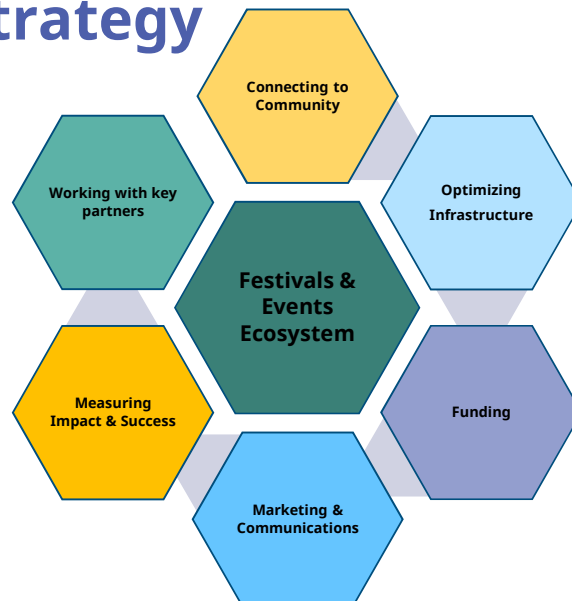 trategy
Connecting to
Community
Optimizing
Infrastructure
Working with key
partners
Festivals &
Events
Ecosystem
Measuring
Impact & Success
Funding
Marketing &
Communications